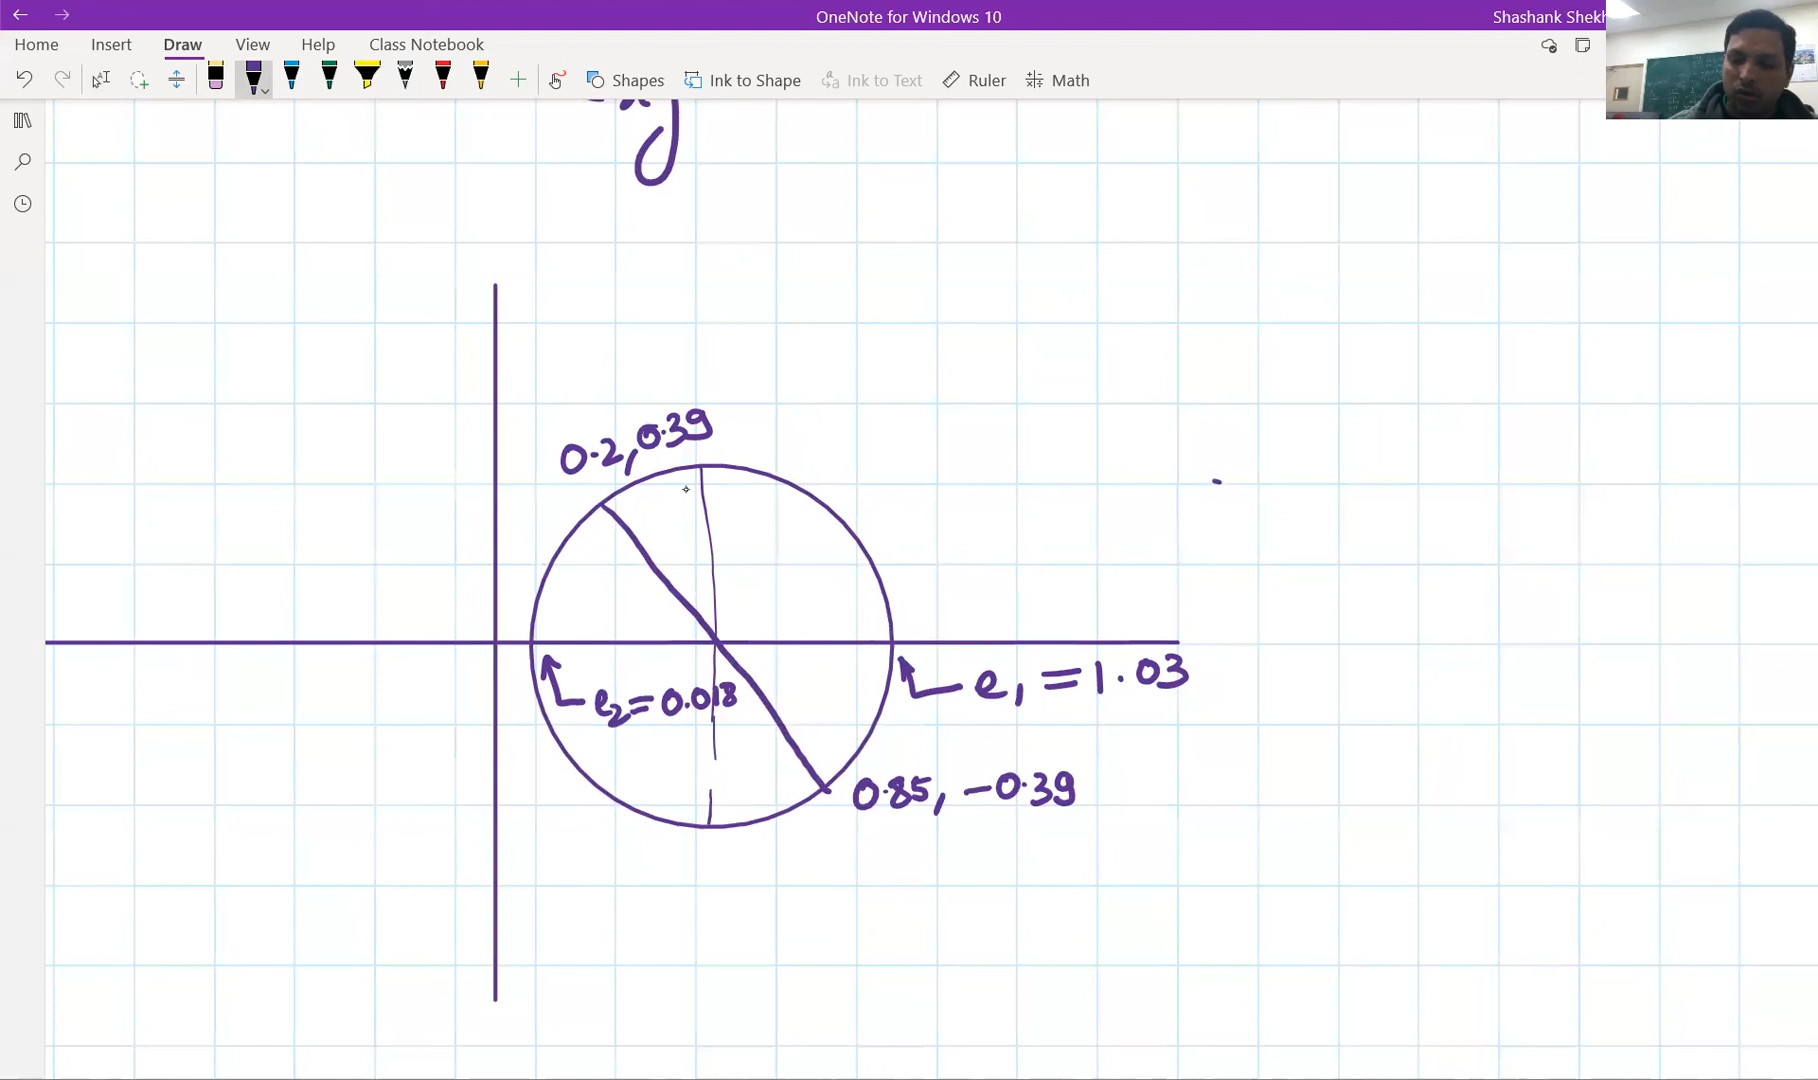 OneNote for Windows 10
Shashank Shekh
Home Insert Draw View Help Class Notebook
Shapes Ink to Shape Ink to Text Ruler Math
y
0.2, 0.39
e₂ = 0.018
e₁ = 1.03
0.85, -0.39